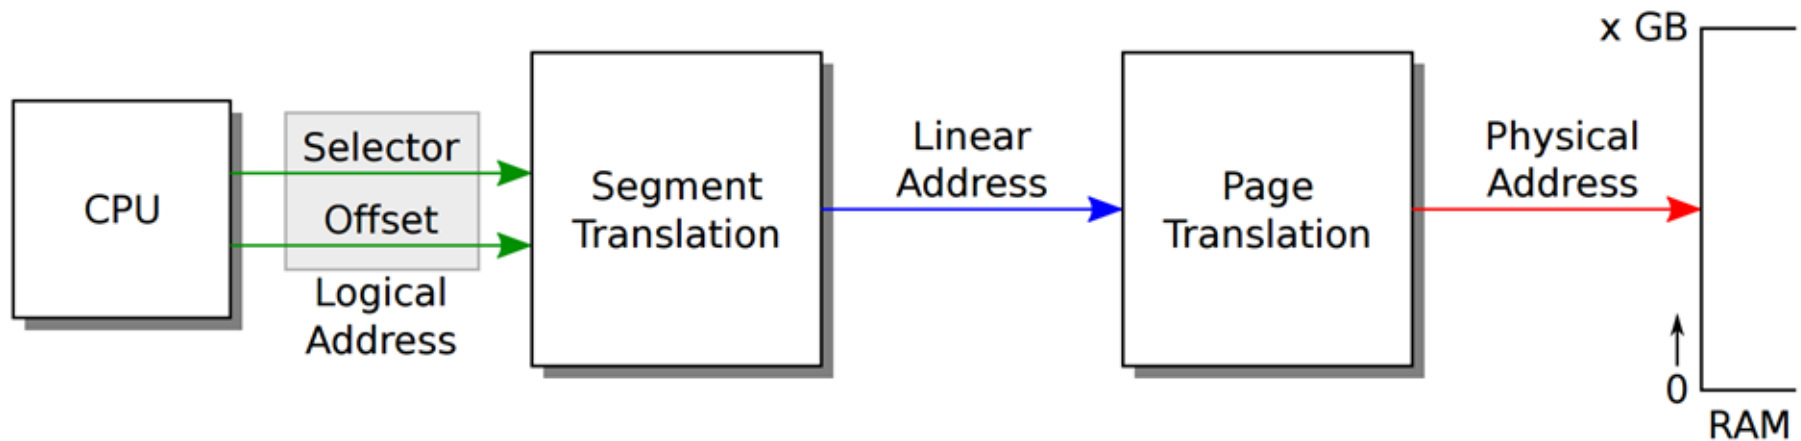 CPU
Selector
Offset
Logical
Address
Segment
Translation
Linear
Address
Page
Translation
Physical
Address
x GB
0
RAM